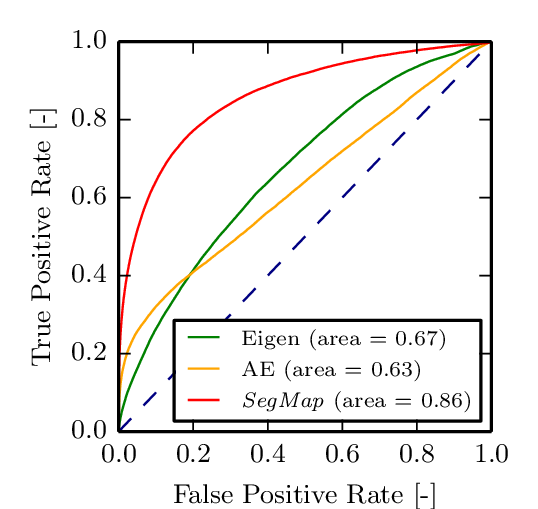 1.0
0.8
0.6
0.4
0.2
0.0
True Positive Rate [-]
Eigen (area = 0.67)
AE (area = 0.63)
SegMap (area = 0.86)
0.0 0.2 0.4 0.6 0.8 1.0
False Positive Rate [-]